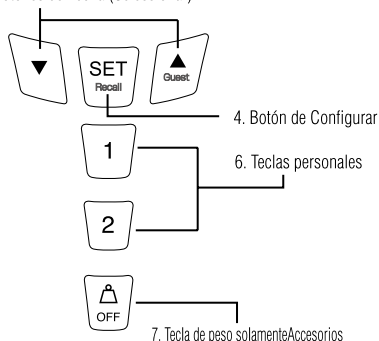 SET
Recall
Guest
4. Botón de Configurar
1
6. Teclas personales
2
OFF
7. Tecla de peso solamenteAccesorios